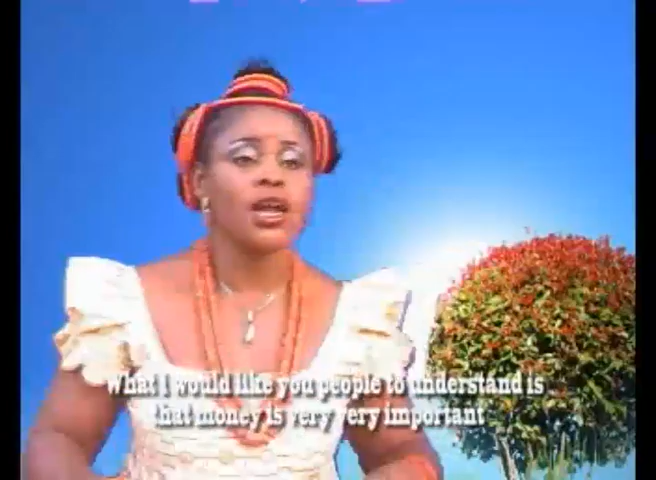 What I would like you people to understand is
that money is very very important